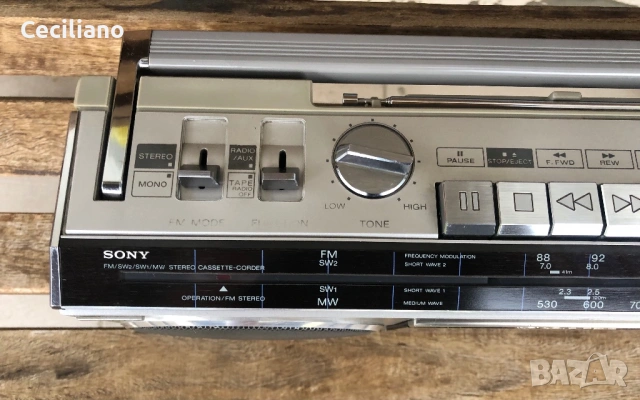 Ceciliano
STEREO
MONO
RADIO
/AUX
TAPE
RADIO
OFF
FM MODE
LOW
HIGH
TONE
PAUSE
STOP/EJECT
F. FWD
REW
SONY
FM/SW2/SW1/MW STEREO CASSETTE-CORDER
OPERATION/FM STEREO
FM
SW2
SW1
MW
FREQUENCY MODULATION
SHORT WAVE 2
SHORT WAVE 1
MEDIUM WAVE
88 92
7.0 8.0
41m
2.3 2.5
120m
530 600
BAZAR
bg